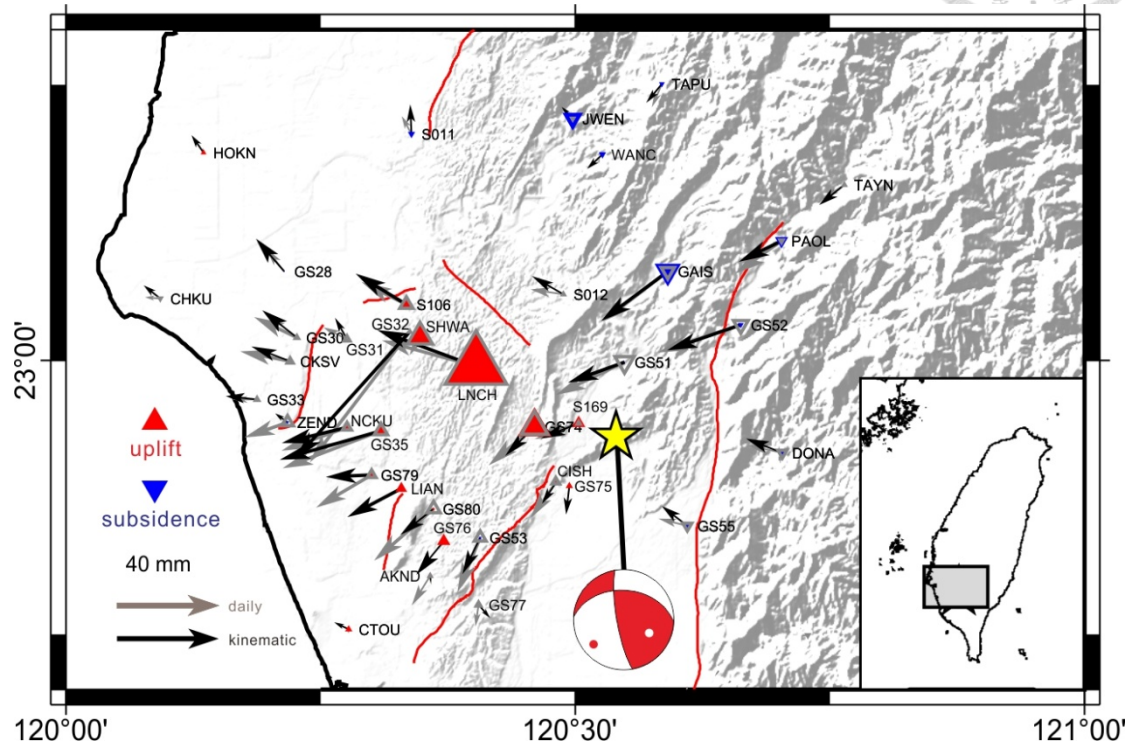 TAPU
JWEN
S011
HOKN
WANC
TAYN
PAOL
GS28
GAIS
CHKU
S012
S106
GS32
SHWA
GS52
GS30
GS31
23°00'
CKSV
GS51
LNCH
GS33
S169
ZEND
NCKU
GS74
uplift
GS35
DONA
CISH
GS79
GS75
LIAN
subsidence
GS80
GS55
GS76
GS53
40 mm
AKND
daily
GS77
kinematic
CTOU
120°00'
120°30'
121°00'